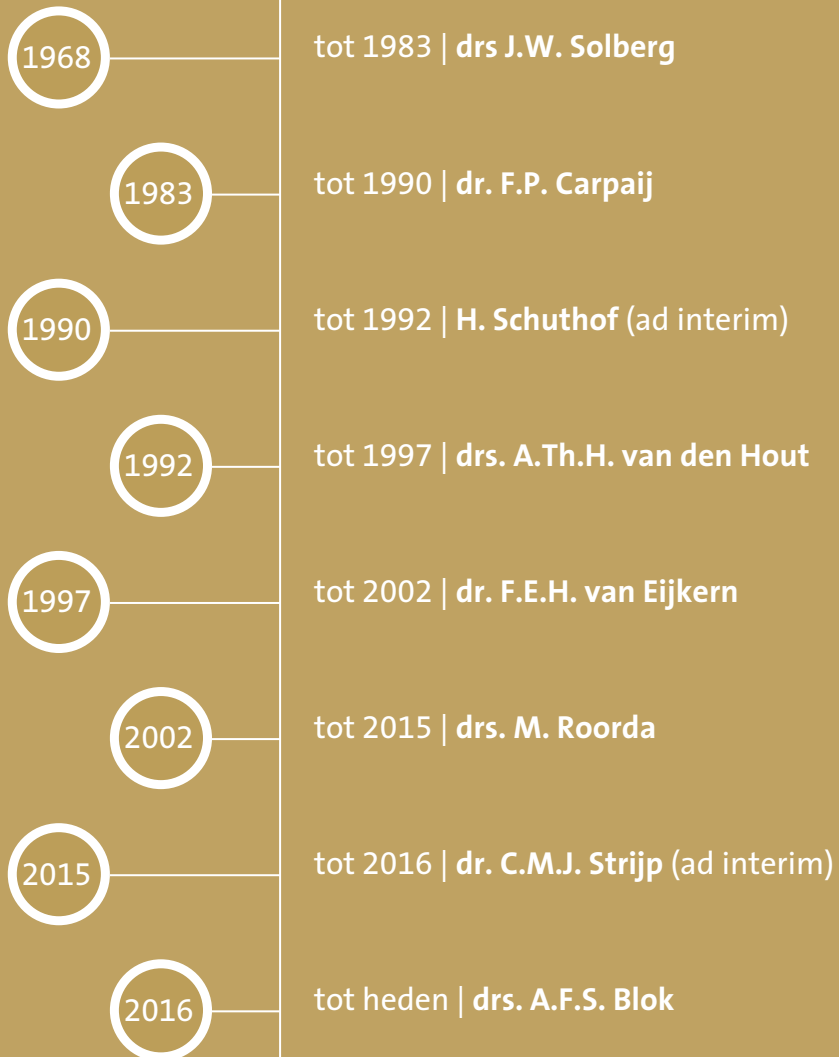 1968 tot 1983 | drs J.W. Solberg
1983 tot 1990 | dr. F.P. Carpaij
1990 tot 1992 | H. Schuthof (ad interim)
1992 tot 1997 | drs. A.Th.H. van den Hout
1997 tot 2002 | dr. F.E.H. van Eijkern
2002 tot 2015 | drs. M. Roorda
2015 tot 2016 | dr. C.M.J. Strijp (ad interim)
2016 tot heden | drs. A.F.S. Blok